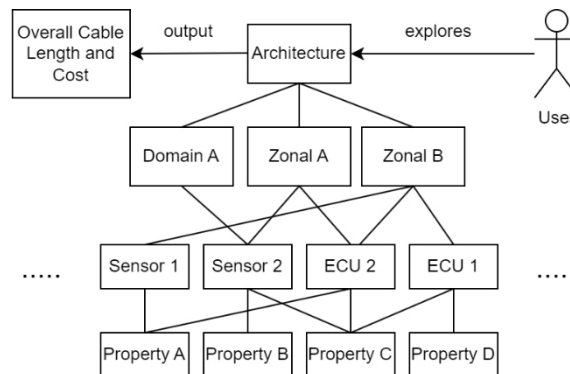 Overall Cable
Length and
Cost
output
Architecture
explores
User
Domain A
Zonal A
Zonal B
.....
Sensor 1
Sensor 2
ECU 2
ECU 1
....
Property A
Property B
Property C
Property D